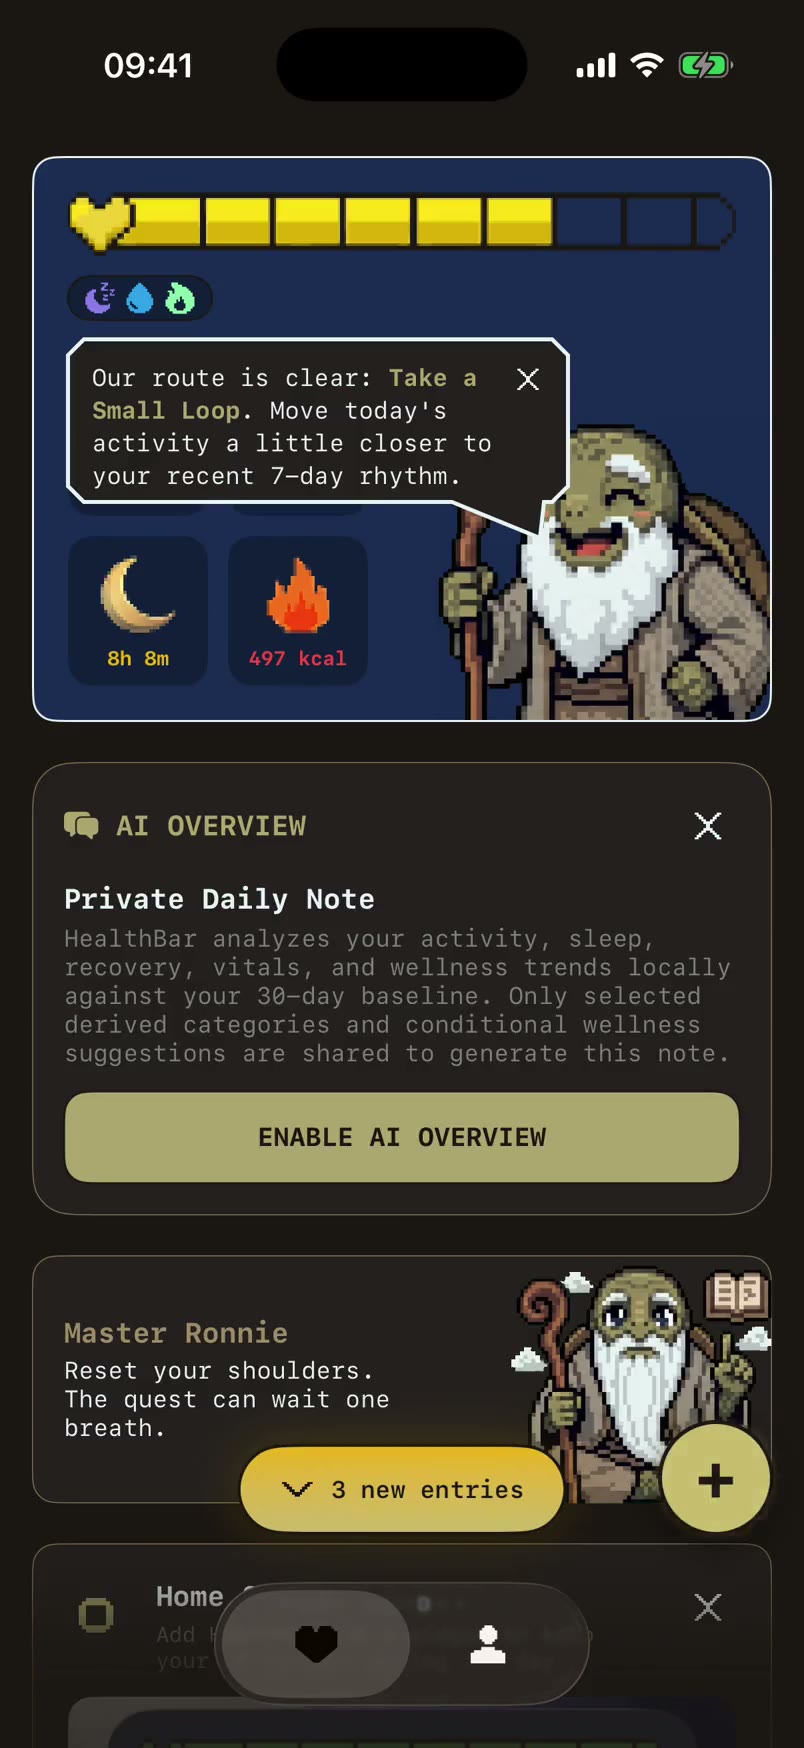 09:41
Our route is clear: Take a
Small Loop. Move today's
activity a little closer to
your recent 7-day rhythm.
8h 8m
497 kcal
AI OVERVIEW
Private Daily Note
HealthBar analyzes your activity, sleep,
recovery, vitals, and wellness trends locally
against your 30-day baseline. Only selected
derived categories and conditional wellness
suggestions are shared to generate this note.
ENABLE AI OVERVIEW
Master Ronnie
Reset your shoulders.
The quest can wait one
breath.
3 new entries
Home
Add
your